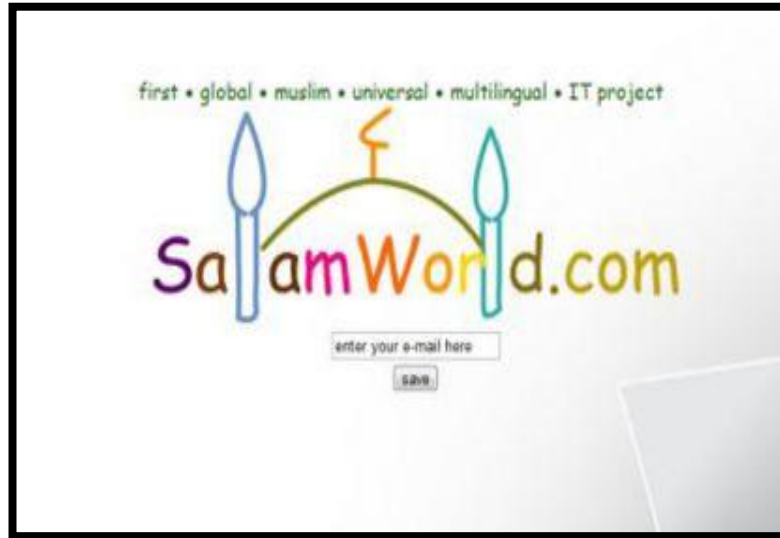 first • global • muslim • universal • multilingual • IT project
SalamWorld.com
enter your e-mail here
save